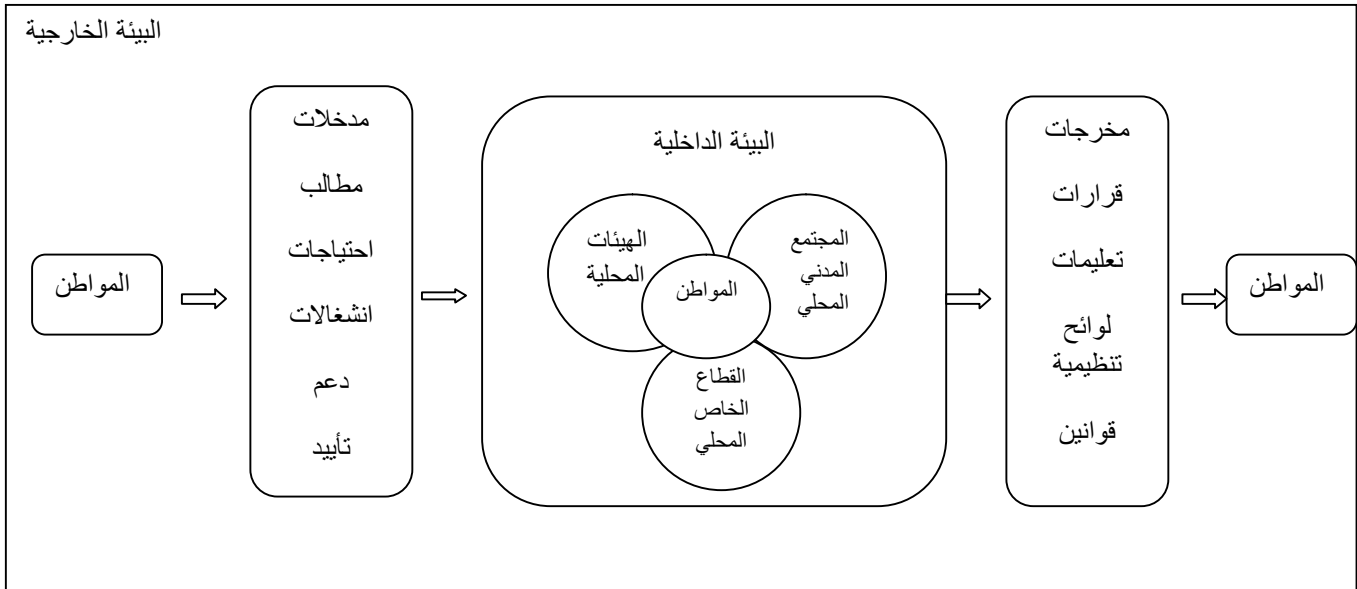 البيئة الخارجية
المواطن
مدخلات
مطالب
احتياجات
انشغالات
دعم
تأييد
البيئة الداخلية
الهيئات
المحلية
المواطن
المجتمع
المدني
المحلي
القطاع
الخاص
المحلي
مخرجات
قرارات
تعليمات
لوائح
تنظيمية
قوانين
المواطن